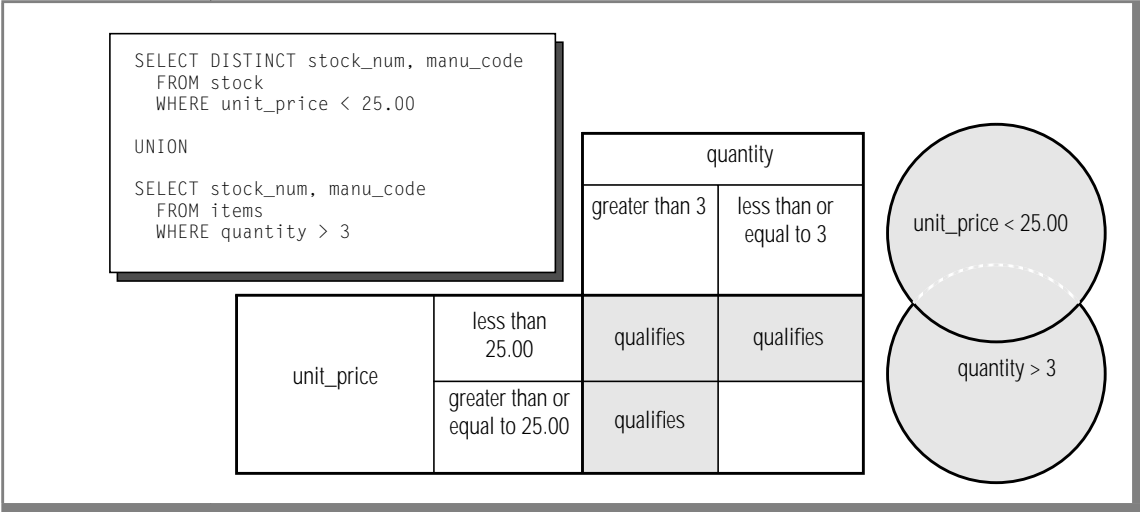 SELECT DISTINCT stock_num, manu_code
FROM stock
WHERE unit_price < 25.00
UNION
SELECT stock_num, manu_code
FROM items
WHERE quantity > 3
quantity
greater than 3
less than or
equal to 3
unit_price
less than
25.00
qualifies
qualifies
greater than or
equal to 25.00
qualifies
unit_price < 25.00
quantity > 3